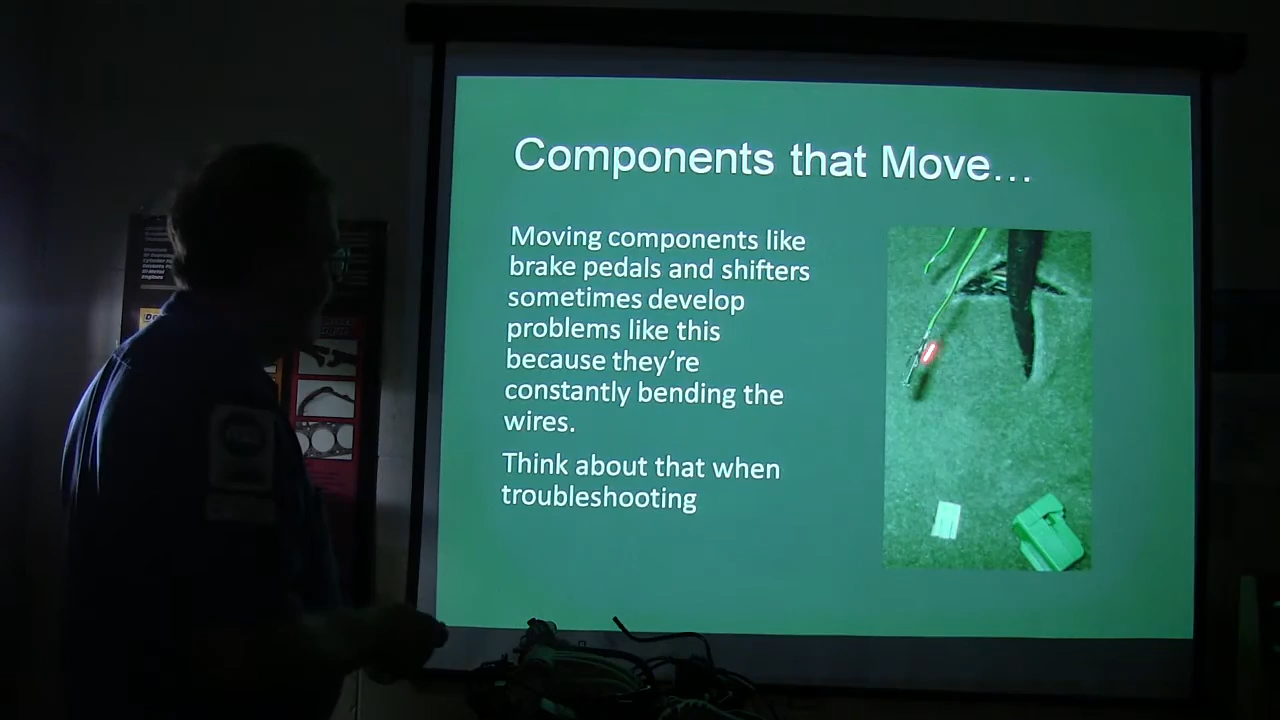 Components that Move...
Moving components like
brake pedals and shifters
sometimes develop
problems like this
because they're
constantly bending the
wires.
Think about that when
troubleshooting